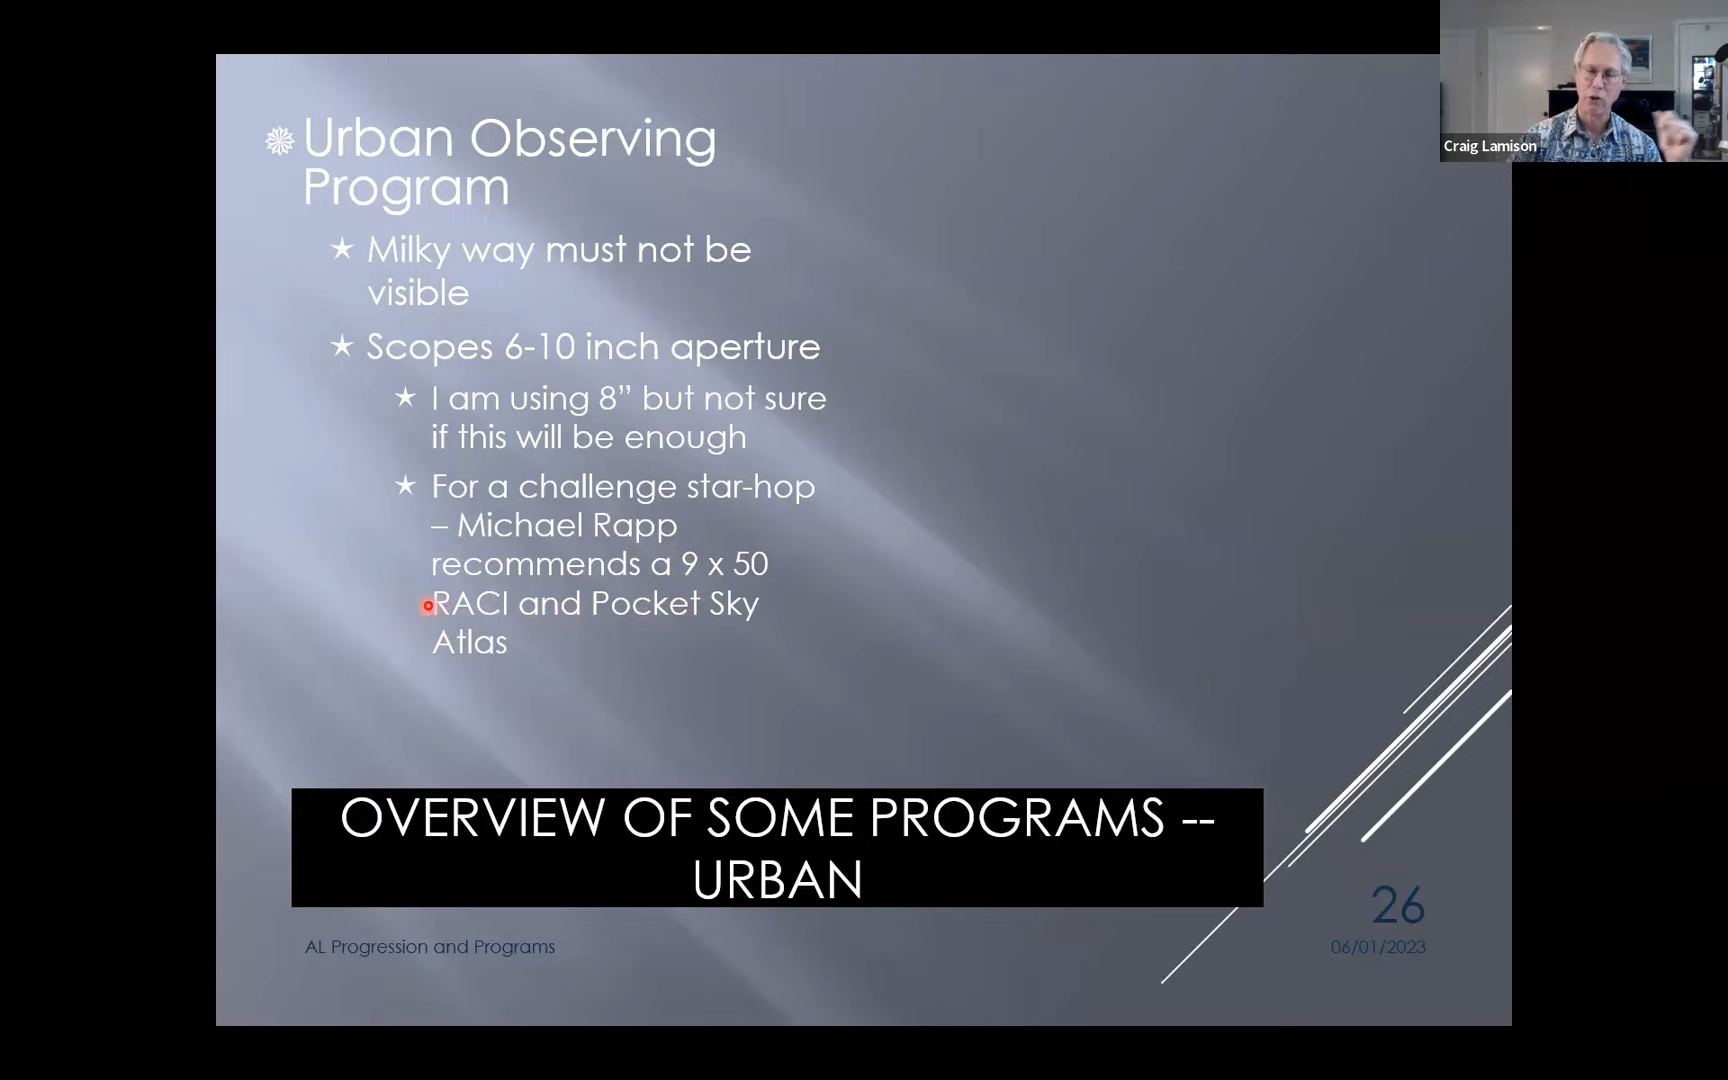 Urban Observing
Program
Milky way must not be
visible
Scopes 6-10 inch aperture
I am using 8” but not sure
if this will be enough
For a challenge star-hop
– Michael Rapp
recommends a 9 x 50
RACI and Pocket Sky
Atlas
OVERVIEW OF SOME PROGRAMS --
URBAN
26
AL Progression and Programs
06/01/2023
Craig Lamison